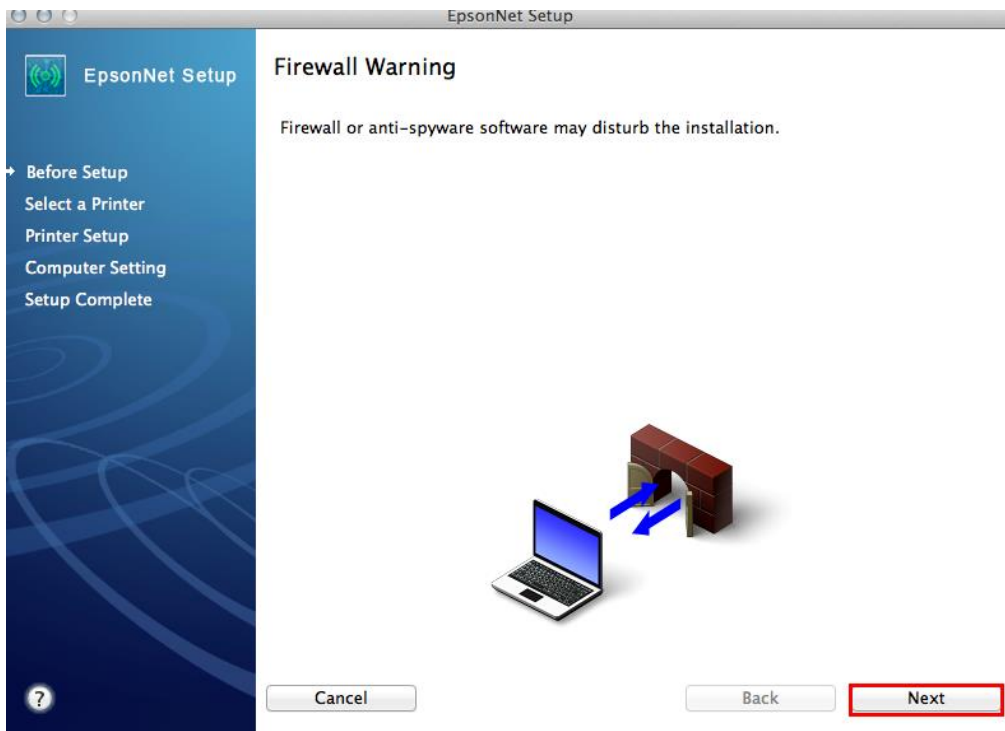 EpsonNet Setup
EpsonNet Setup
Firewall Warning
Firewall or anti-spyware software may disturb the installation.
Before Setup
Select a Printer
Printer Setup
Computer Setting
Setup Complete
?
Cancel
Back
Next